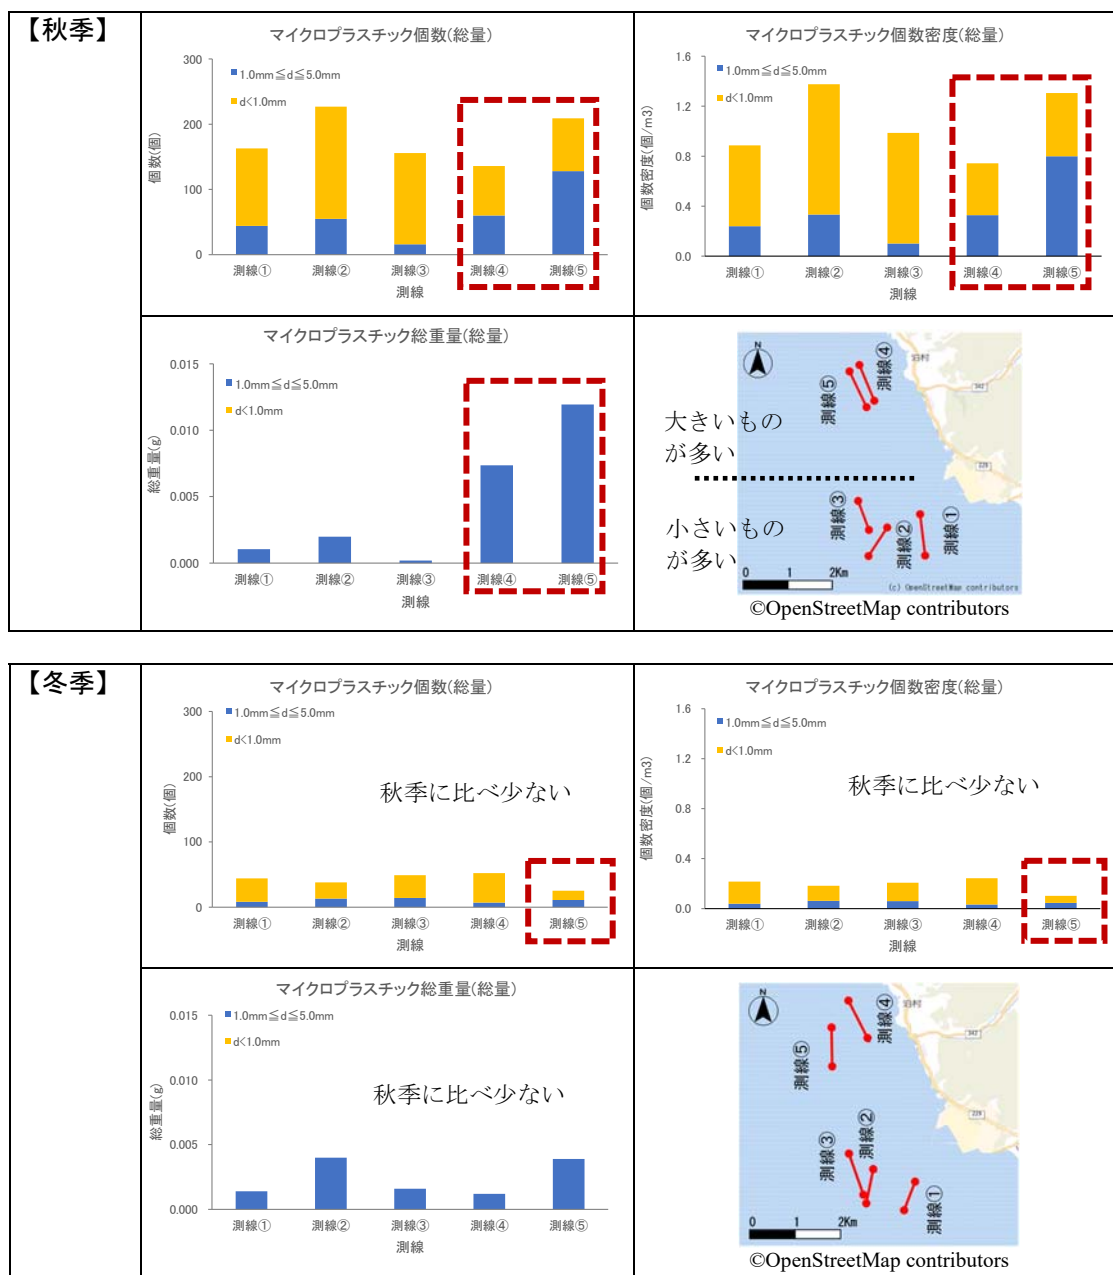 【秋季】
マイクロプラスチック個数(総量)
300
200
100
0
個数(個)
1.0mm≦d≦5.0mm
d<1.0mm
測線① 測線② 測線③ 測線④ 測線⑤
測線
マイクロプラスチック個数密度(総量)
1.6
1.2
0.8
0.4
0.0
個数密度(個/m3)
1.0mm≦d≦5.0mm
d<1.0mm
測線① 測線② 測線③ 測線④ 測線⑤
測線
マイクロプラスチック総重量(総量)
0.015
0.010
0.005
0.000
総重量(g)
1.0mm≦d≦5.0mm
d<1.0mm
測線① 測線② 測線③ 測線④ 測線⑤
測線
N
泊村
342
測線④
測線⑤
大きいもの
が多い
229
小さいもの
が多い
測線③
測線②
測線①
0 1 2Km
(c) OpenStreetMap contributors
©OpenStreetMap contributors
【冬季】
マイクロプラスチック個数(総量)
300
200
100
0
個数(個)
1.0mm≦d≦5.0mm
d<1.0mm
秋季に比べ少ない
測線① 測線② 測線③ 測線④ 測線⑤
測線
マイクロプラスチック個数密度(総量)
1.6
1.2
0.8
0.4
0.0
個数密度(個/m3)
1.0mm≦d≦5.0mm
d<1.0mm
秋季に比べ少ない
測線① 測線② 測線③ 測線④ 測線⑤
測線
マイクロプラスチック総重量(総量)
0.015
0.010
0.005
0.000
総重量(g)
1.0mm≦d≦5.0mm
d<1.0mm
秋季に比べ少ない
測線① 測線② 測線③ 測線④ 測線⑤
測線
N
泊村
342
測線④
測線⑤
229
測線③
測線②
測線①
0 1 2Km
©OpenStreetMap contributors